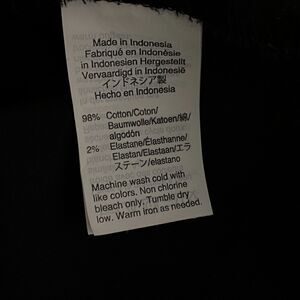 Made in Indonesia
Fabriqué en Indonésie
in Indonesien Hergestellt
Vervaardigd in Indonesië
インドネシア製
Hecho en Indonesia
98% Cotton/Coton/
Baumwolle/Katoen/綿/
algodón
2% Elastane/Élasthanne/
Elastan/Elastaan/エラ
ステーン/elastano
Machine wash cold with
like colors. Non chlorine
bleach only. Tumble dry
low. Warm iron as needed.